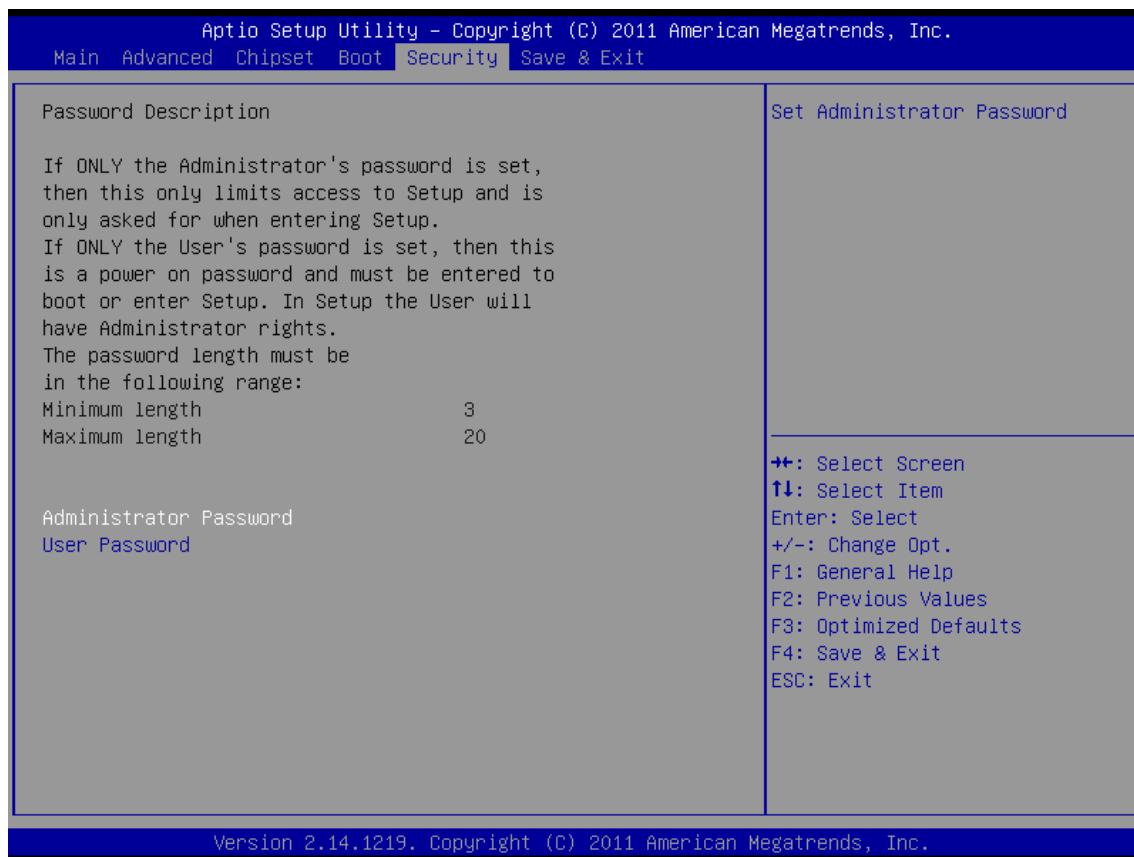 Aptio Setup Utility – Copyright (C) 2011 American Megatrends, Inc.
Main Advanced Chipset Boot Security Save & Exit
Password Description
If ONLY the Administrator's password is set,
then this only limits access to Setup and is
only asked for when entering Setup.
If ONLY the User's password is set, then this
is a power on password and must be entered to
boot or enter Setup. In Setup the User will
have Administrator rights.
The password length must be
in the following range:
Minimum length 3
Maximum length 20
Administrator Password
User Password
Set Administrator Password
→←: Select Screen
↑↓: Select Item
Enter: Select
+/-: Change Opt.
F1: General Help
F2: Previous Values
F3: Optimized Defaults
F4: Save & Exit
ESC: Exit
Version 2.14.1219. Copyright (C) 2011 American Megatrends, Inc.